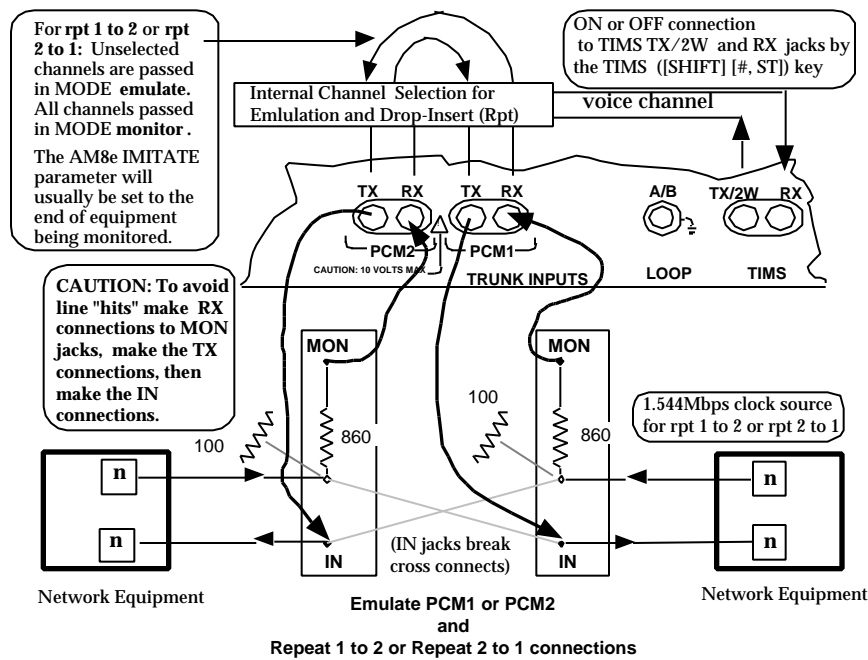 For rpt 1 to 2 or rpt
2 to 1: Unselected
channels are passed
in MODE emulate.
All channels passed
in MODE monitor .
The AM8e IMITATE
parameter will
usually be set to the
end of equipment
being monitored.
ON or OFF connection
to TIMS TX/2W and RX jacks by
the TIMS ([SHIFT] [#, ST]) key
Internal Channel Selection for
Emlulation and Drop-Insert (Rpt)
voice channel
TX RX TX RX
A/B
TX/2W RX
PCM2 PCM1
CAUTION: 10 VOLTS MAX
TRUNK INPUTS
LOOP
TIMS
CAUTION: To avoid
line "hits" make RX
connections to MON
jacks, make the TX
connections, then
make the IN
connections.
MON
MON
100
860
100
860
1.544Mbps clock source
for rpt 1 to 2 or rpt 2 to 1
n
n
n
n
IN
IN
(IN jacks break
cross connects)
Network Equipment
Network Equipment
Emulate PCM1 or PCM2
and
Repeat 1 to 2 or Repeat 2 to 1 connections